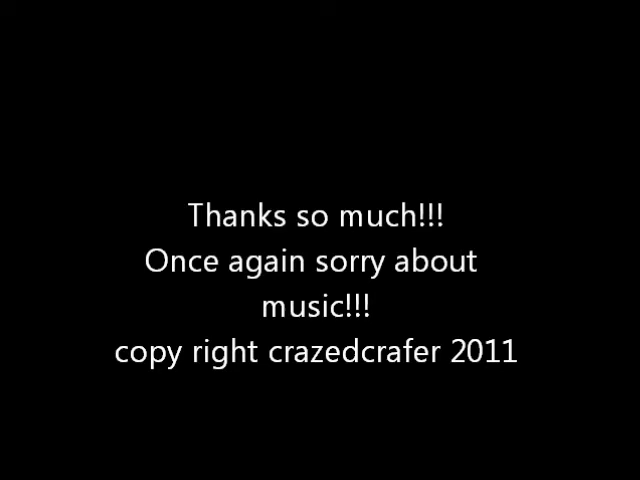 Thanks so much!!!
Once again sorry about
music!!!
copy right crazedcrafer 2011